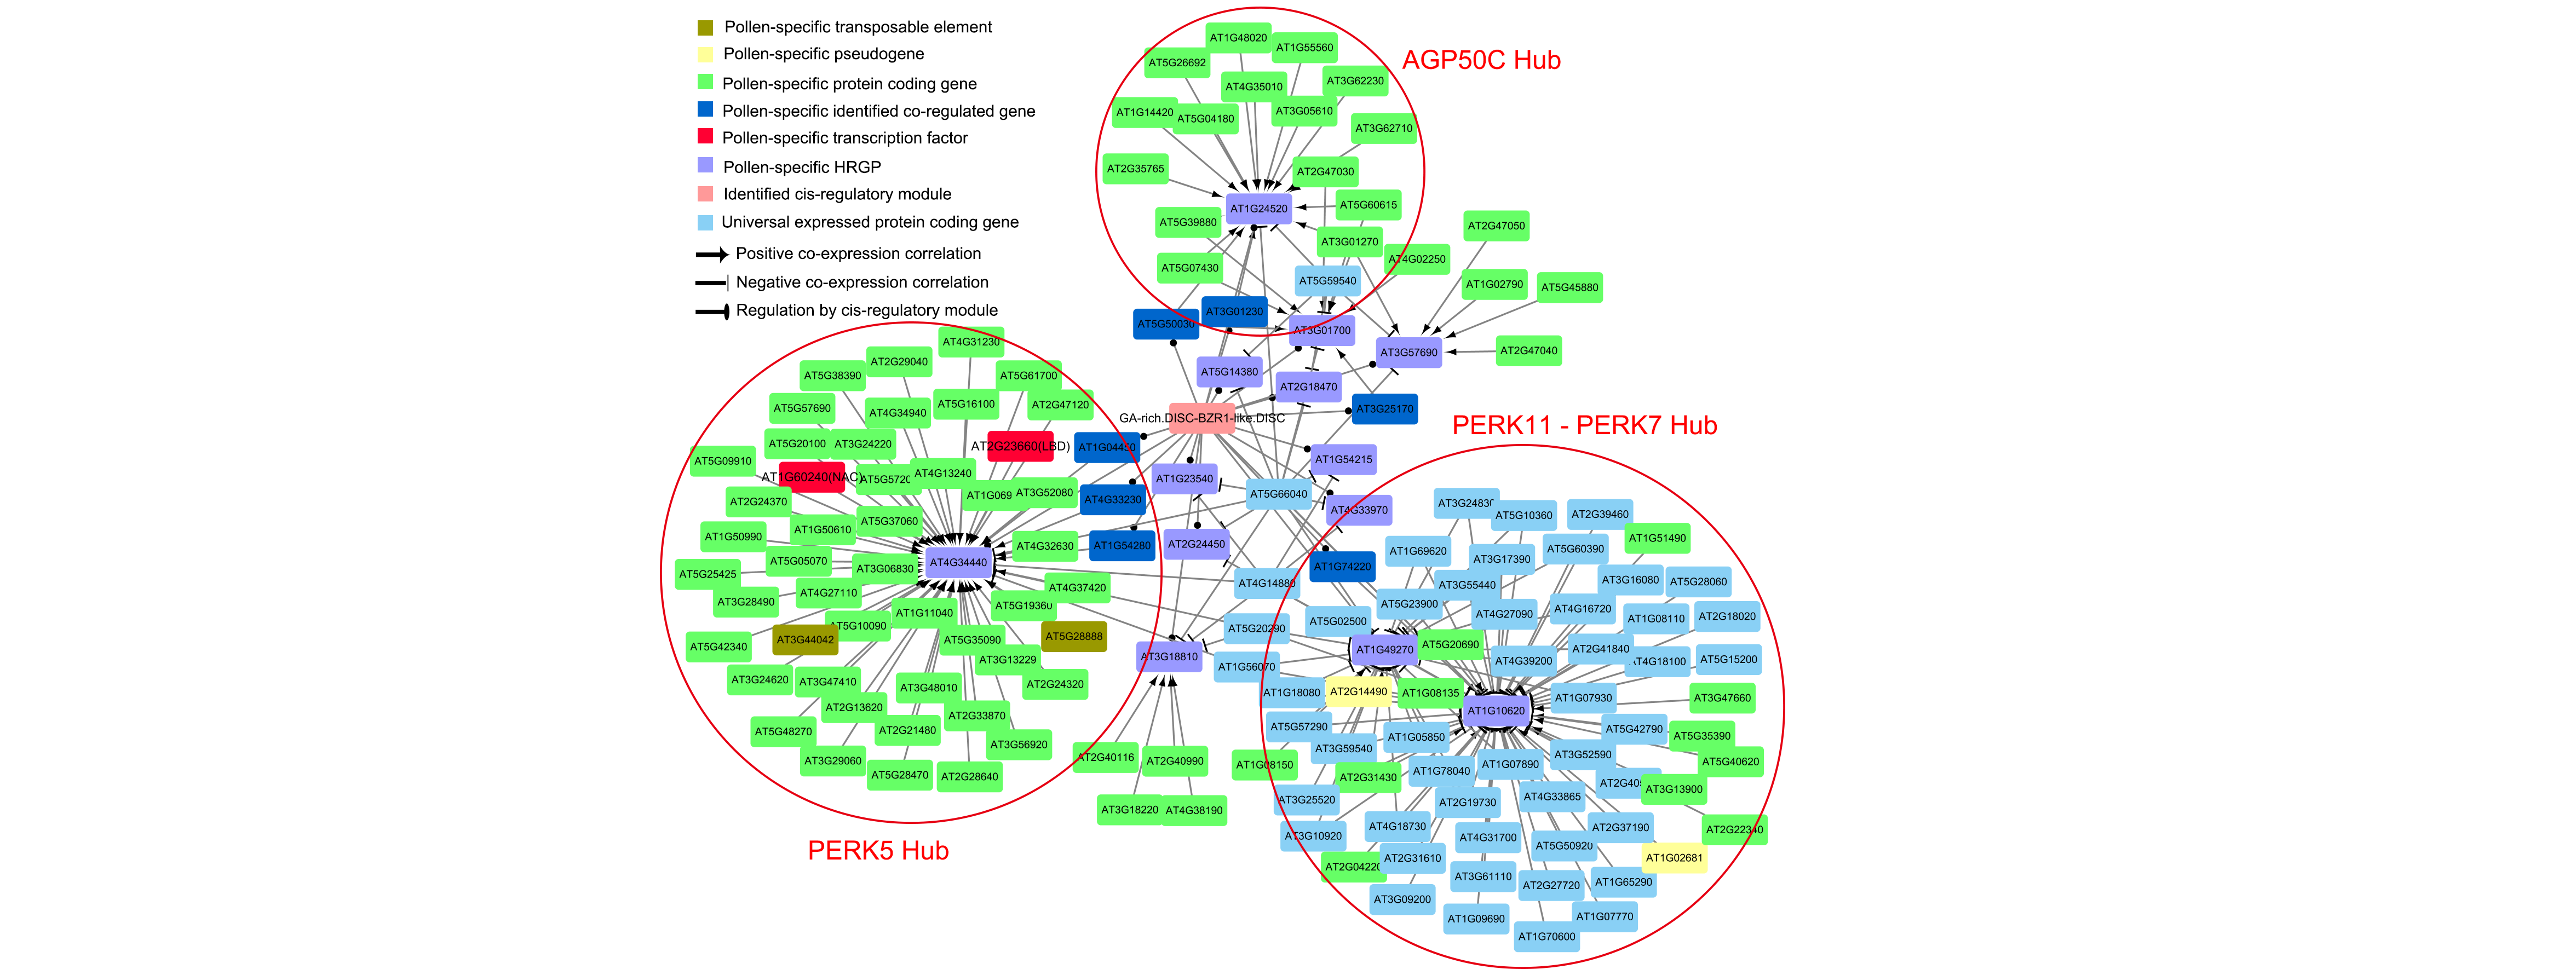 Pollen-specific transposable element
Pollen-specific pseudogene
Pollen-specific protein coding gene
Pollen-specific identified co-regulated gene
Pollen-specific transcription factor
Pollen-specific HRGP
Identified cis-regulatory module
Universal expressed protein coding gene
Positive co-expression correlation
Negative co-expression correlation
Regulation by cis-regulatory module
AGP50C Hub
AT1G48020
AT1G55560
AT5G26692
AT4G35010
AT3G62230
AT1G14420
AT5G04180
AT3G05610
AT3G62710
AT2G35765
AT2G47030
AT1G24520
AT5G60615
AT5G39880
AT3G01270
AT2G47050
AT4G02250
AT5G07430
AT5G59540
AT1G02790
AT5G45880
AT3G01230
AT5G50030
AT3G01700
AT3G57690
AT2G47040
AT5G14380
AT2G18470
AT3G25170
GA-rich.DISC-BZR1-like.DISC
PERK11 - PERK7 Hub
AT4G31230
AT2G29040
AT5G38390
AT5G61700
AT5G57690
AT4G34940
AT5G16100
AT2G47120
AT5G20100
AT3G24220
AT2G23660(LBD)
AT1G04450
AT5G09910
AT1G60240(NAC)
AT5G5720
AT4G13240
AT1G069
AT3G52080
AT4G33230
AT2G24370
AT5G37060
AT1G50610
AT1G50990
AT4G32630
AT1G54280
AT5G05070
AT3G06830
AT4G34440
AT5G25425
AT4G27110
AT3G28490
AT4G37420
AT5G19360
AT1G11040
AT5G10090
AT3G44042
AT5G35090
AT5G28888
AT5G42340
AT3G13229
AT3G24620
AT3G47410
AT3G48010
AT2G24320
AT2G13620
AT2G33870
AT5G48270
AT2G21480
AT3G56920
AT3G29060
AT5G28470
AT2G28640
PERK5 Hub
AT1G54215
AT1G23540
AT5G66040
AT4G33970
AT2G24450
AT1G74220
AT4G14880
AT5G20290
AT5G02500
AT3G18810
AT1G56070
AT2G40116
AT2G40990
AT3G18220
AT4G38190
AT3G24830
AT5G10360
AT2G39460
AT1G51490
AT1G69620
AT3G17390
AT5G60390
AT3G55440
AT3G16080
AT5G28060
AT5G23900
AT4G27090
AT4G16720
AT1G08110
AT2G18020
AT1G49270
AT5G20690
AT4G39200
AT2G41840
AT4G18100
AT5G15200
AT1G18080
AT2G14490
AT1G08135
AT1G10620
AT1G07930
AT3G47660
AT5G57290
AT1G05850
AT5G42790
AT5G35390
AT3G59540
AT3G52590
AT5G40620
AT1G08150
AT2G31430
AT1G78040
AT1G07890
AT2G405
AT3G13900
AT3G25520
AT2G19730
AT4G33865
AT3G10920
AT4G18730
AT4G31700
AT2G37190
AT2G22340
AT5G50920
AT2G04220
AT2G31610
AT1G02681
AT3G61110
AT2G27720
AT1G65290
AT3G09200
AT1G09690
AT1G07770
AT1G70600